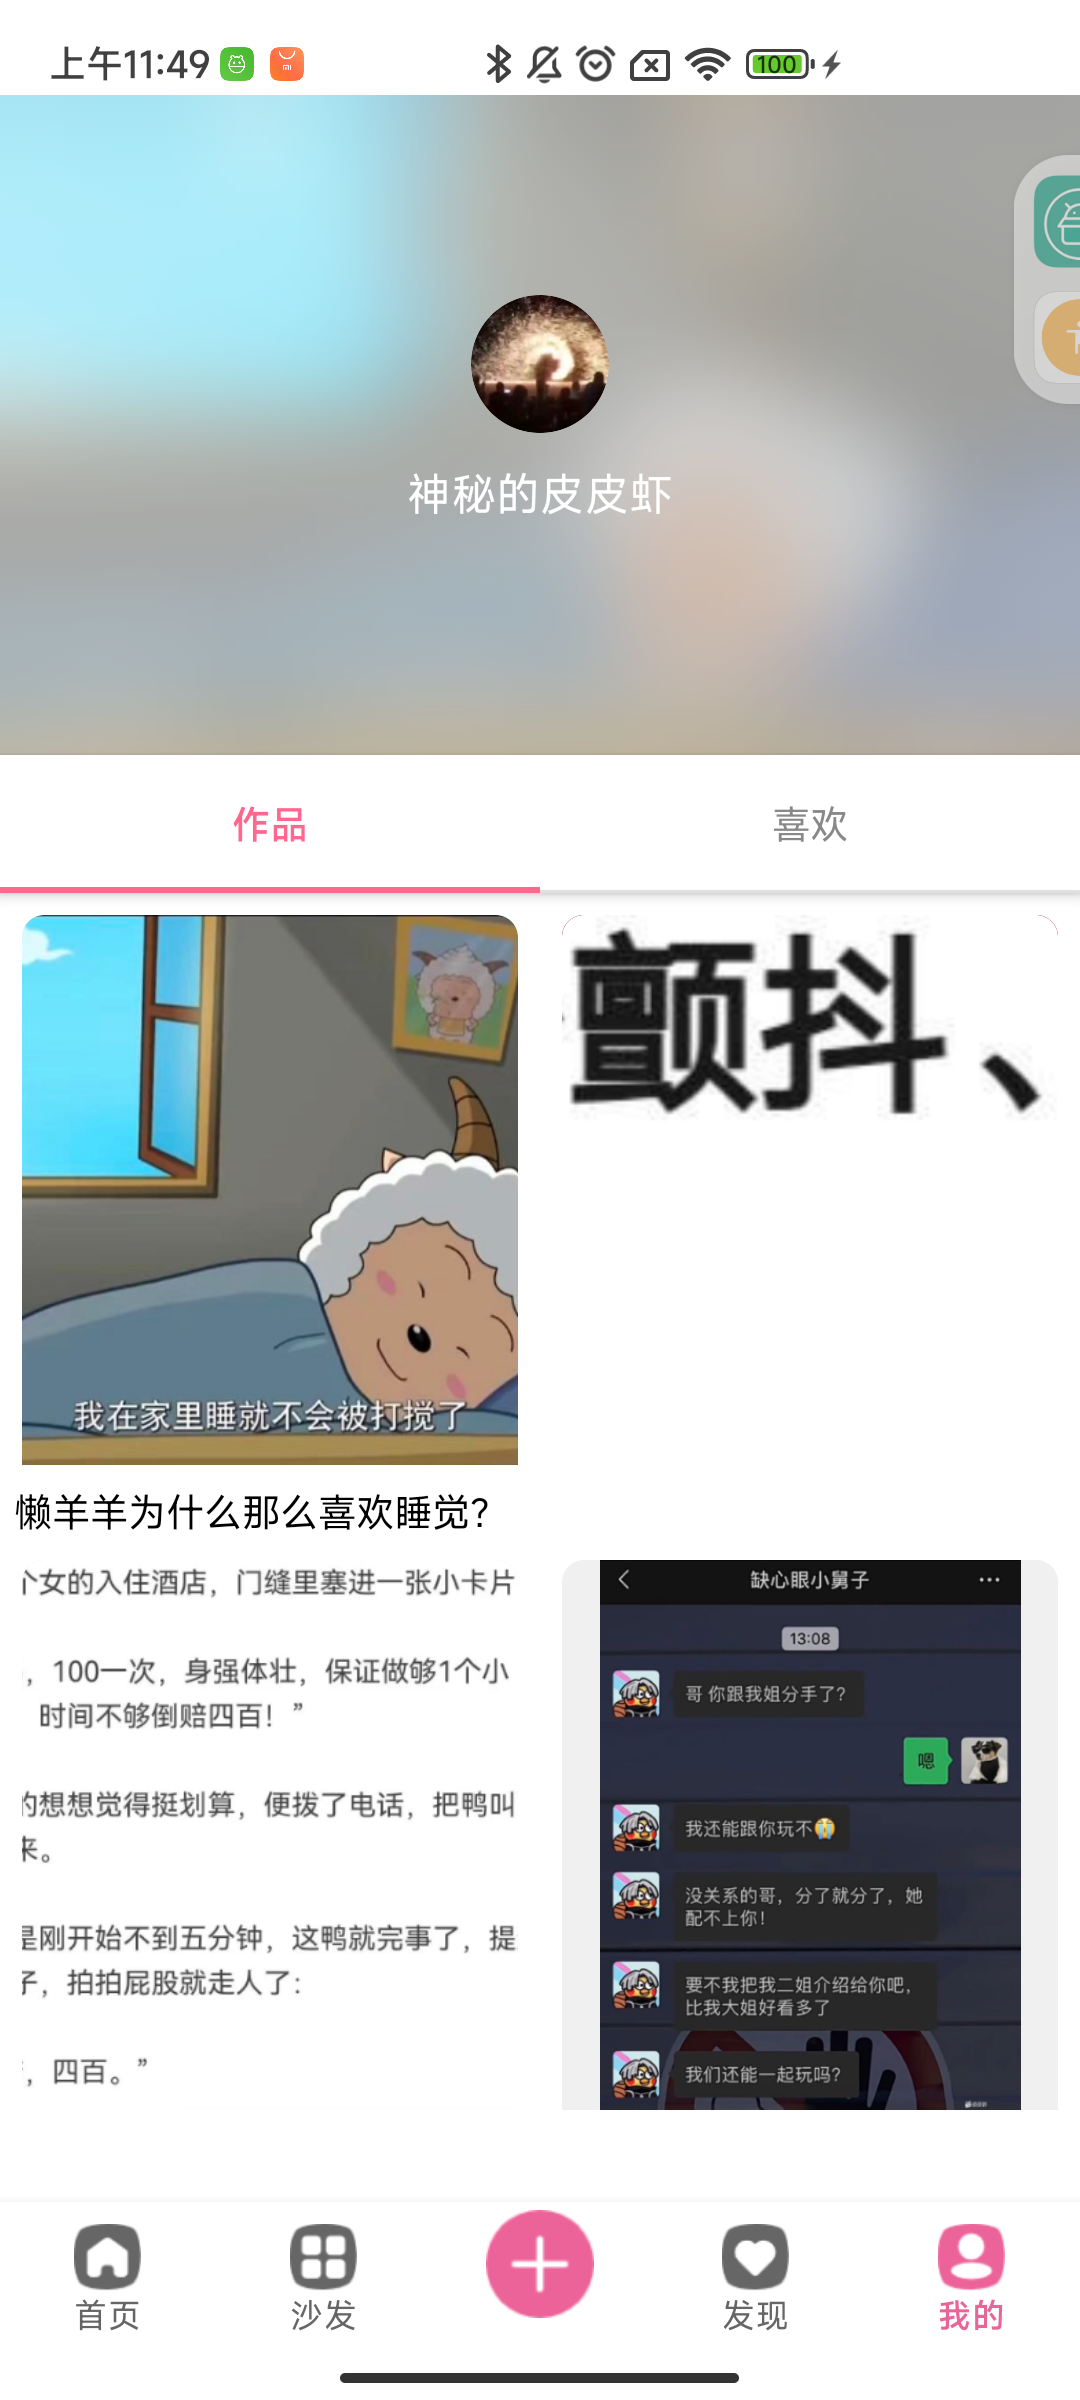 上午11:49
100
神秘的皮皮虾
作品
喜欢
我在家里睡就不会被打搅了
颤抖、
懒羊羊为什么那么喜欢睡觉?
个女的入住酒店，门缝里塞进一张小卡片
，100一次，身强体壮，保证做够1个小
时间不够倒赔四百！”
的想想觉得挺划算，便拨了电话，把鸭叫
来。
是刚开始不到五分钟，这鸭就完事了，提
子，拍拍屁股就走人了：
，四百。”
缺心眼小舅子
13:08
哥 你跟我姐分手了？
嗯
我还能跟你玩不😭
没关系的哥，分了就分了，她
配不上你！
要不我把我二姐介绍给你吧，
比我大姐好看多了
我们还能一起玩吗？
首页
沙发
发现
我的